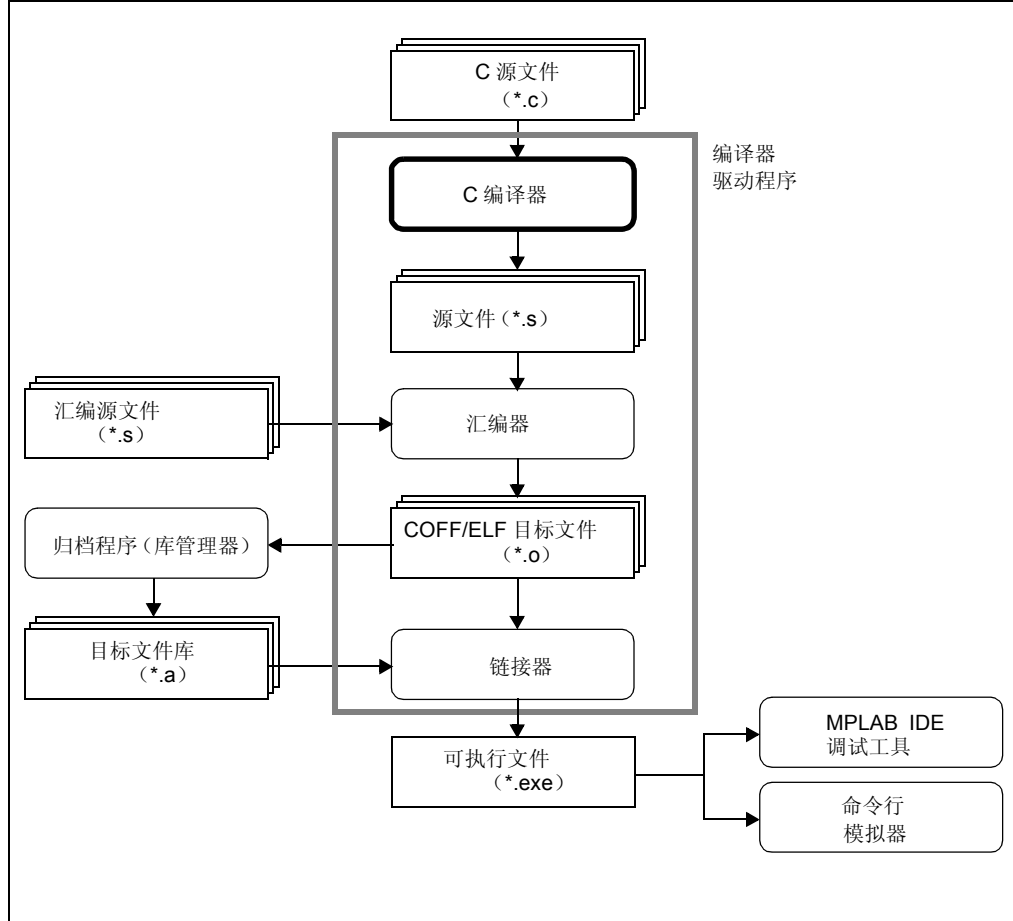 C 源文件
(*.c)
编译器
驱动程序
C 编译器
源文件(*.s)
汇编源文件
(*.s)
汇编器
COFF/ELF 目标文件
(*.o)
归档程序(库管理器)
目标文件库
(*.a)
链接器
可执行文件
(*.exe)
MPLAB IDE
调试工具
命令行
模拟器